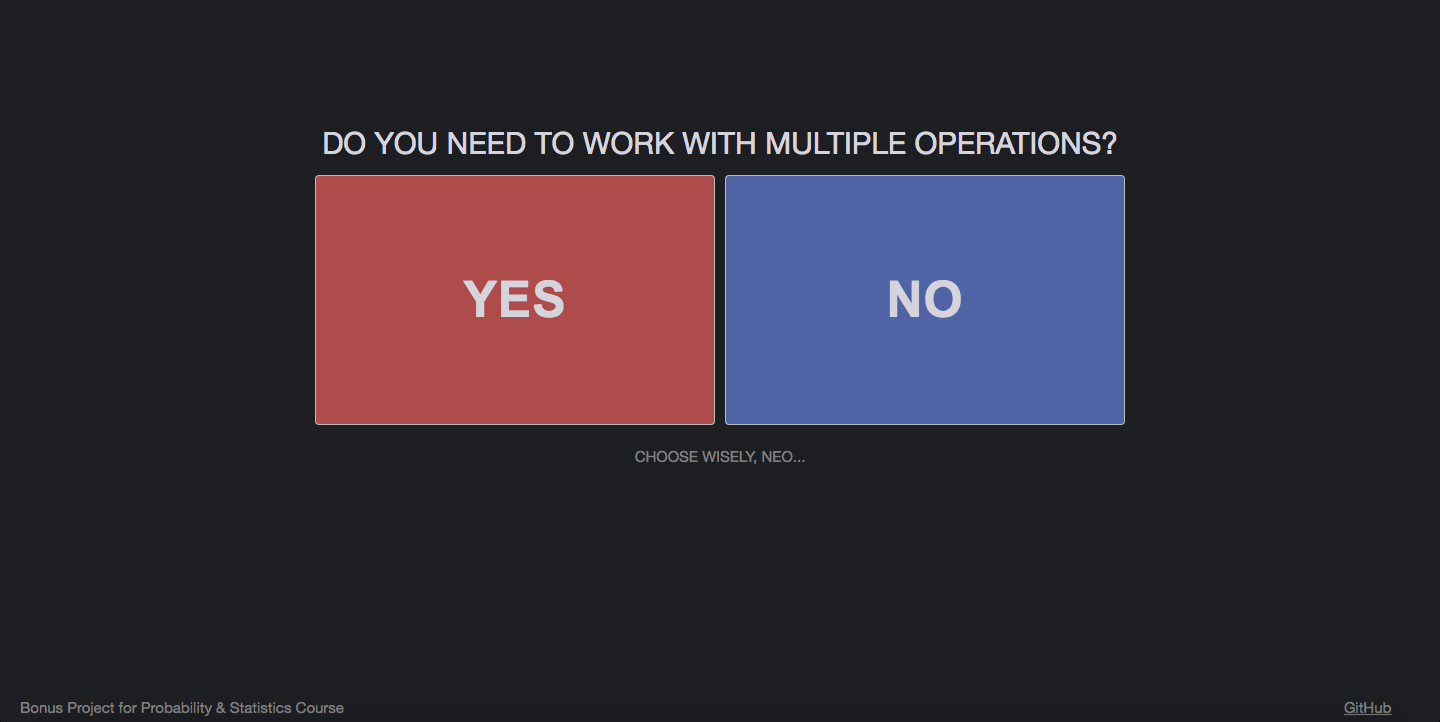 DO YOU NEED TO WORK WITH MULTIPLE OPERATIONS?
YES
NO
CHOOSE WISELY, NEO...
Bonus Project for Probability & Statistics Course
GitHub